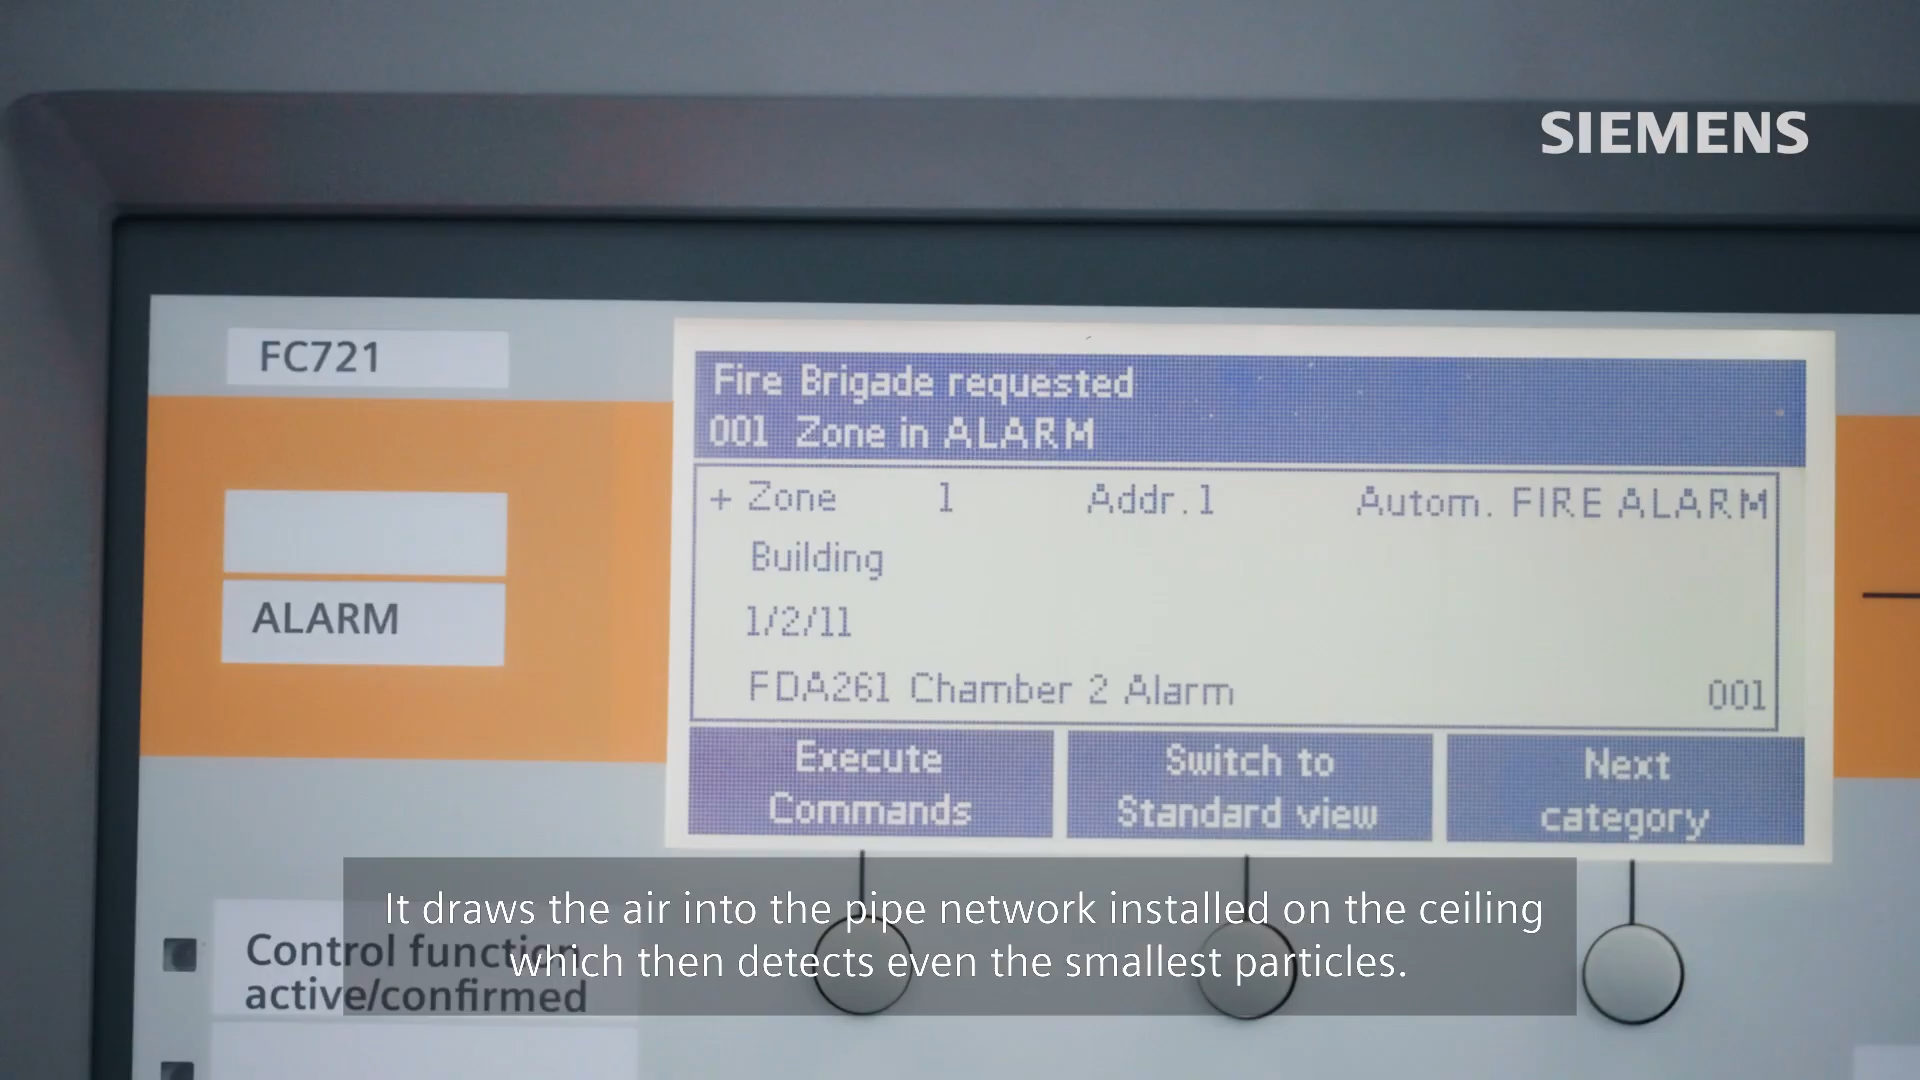 SIEMENS
FC721
Fire Brigade requested
001 Zone in ALARM
+ Zone 1 Addr.1 Autom. FIRE ALARM
Building
1/2/11
FDA261 Chamber 2 Alarm 001
ALARM
Execute
Commands
Switch to
Standard view
Next
category
Control function
active/confirmed
It draws the air into the pipe network installed on the ceiling
which then detects even the smallest particles.